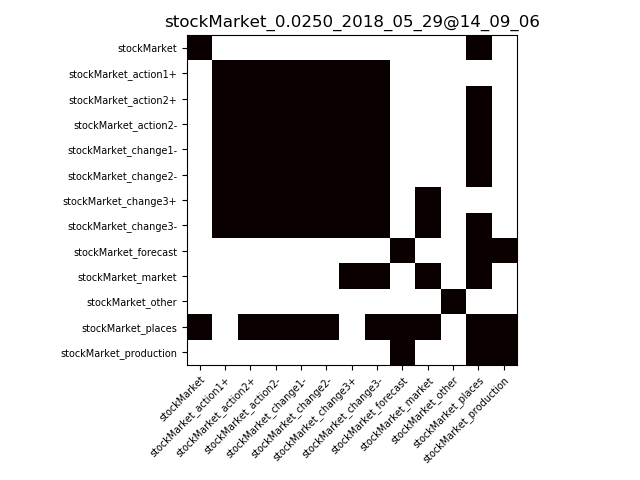 stockMarket_0.0250_2018_05_29@14_09_06
stockMarket
stockMarket_action1+
stockMarket_action2+
stockMarket_action2-
stockMarket_change1-
stockMarket_change2-
stockMarket_change3+
stockMarket_change3-
stockMarket_forecast
stockMarket_market
stockMarket_other
stockMarket_places
stockMarket_production
stockMarket
stockMarket_action1+
stockMarket_action2+
stockMarket_action2-
stockMarket_change1-
stockMarket_change2-
stockMarket_change3+
stockMarket_change3-
stockMarket_forecast
stockMarket_market
stockMarket_other
stockMarket_places
stockMarket_production